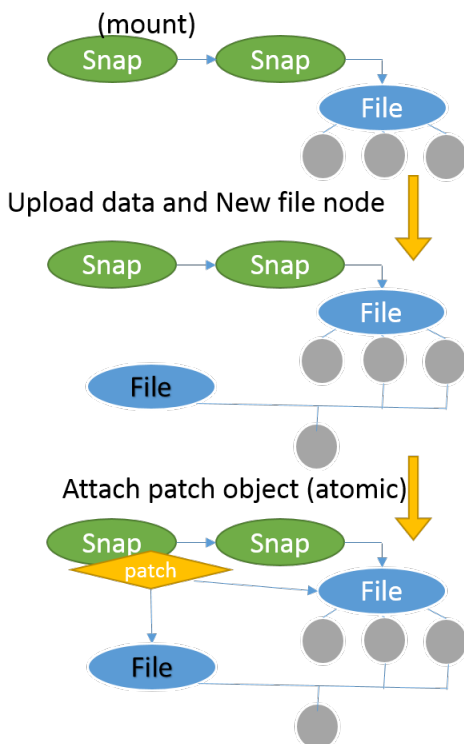 (mount)
Snap Snap
File
Upload data and New file node
Snap Snap
File
File
Attach patch object (atomic)
Snap Snap
patch
File
File